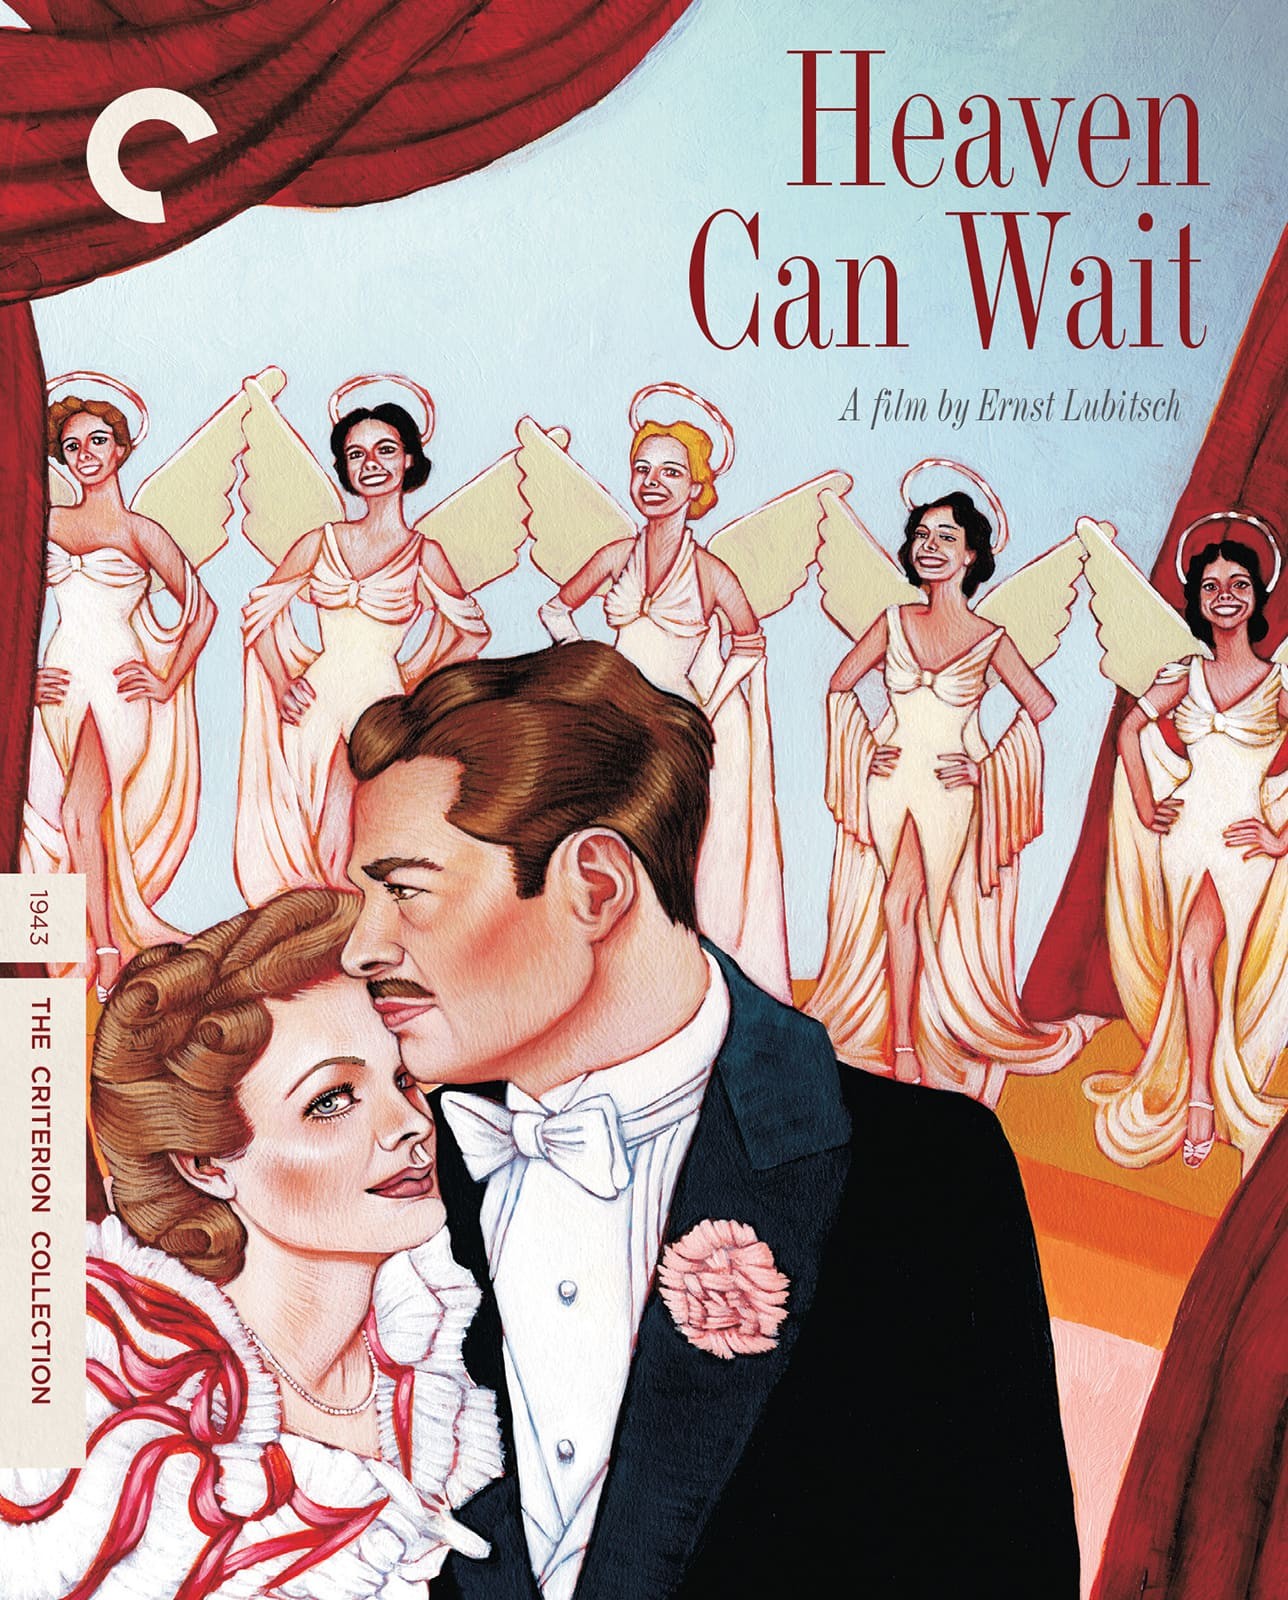 Heaven
Can Wait
A film by Ernst Lubitsch
1943
THE CRITERION COLLECTION